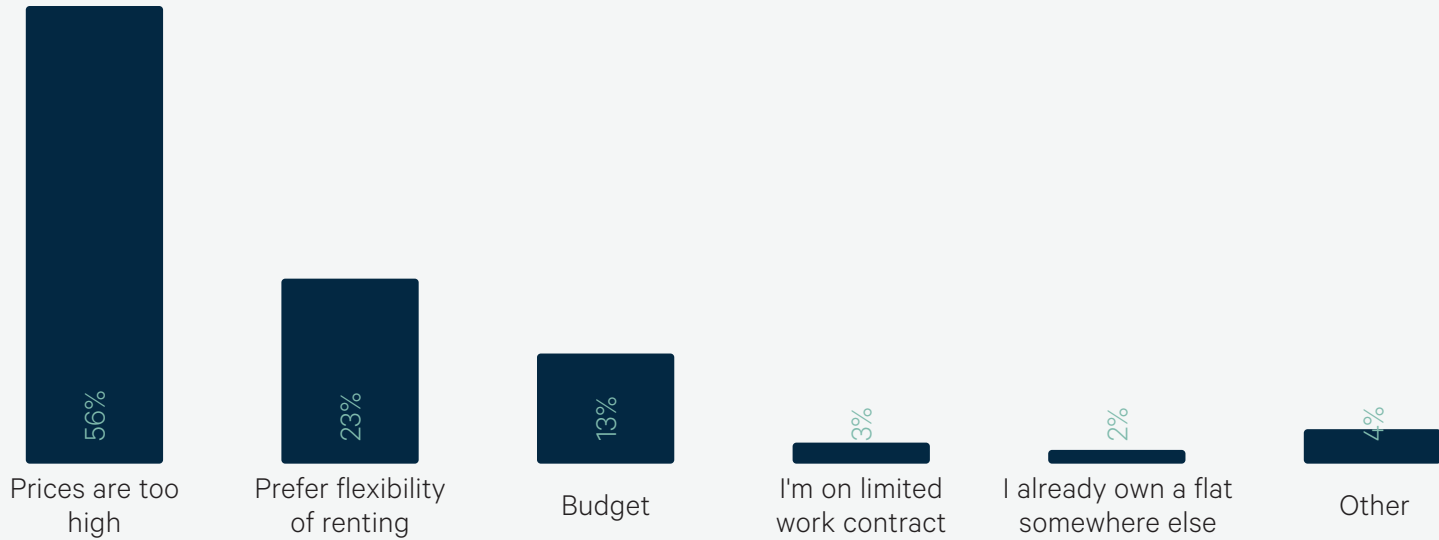 56%
23%
13%
3%
2%
4%
Prices are too
high
Prefer flexibility
of renting
Budget
I'm on limited
work contract
I already own a flat
somewhere else
Other